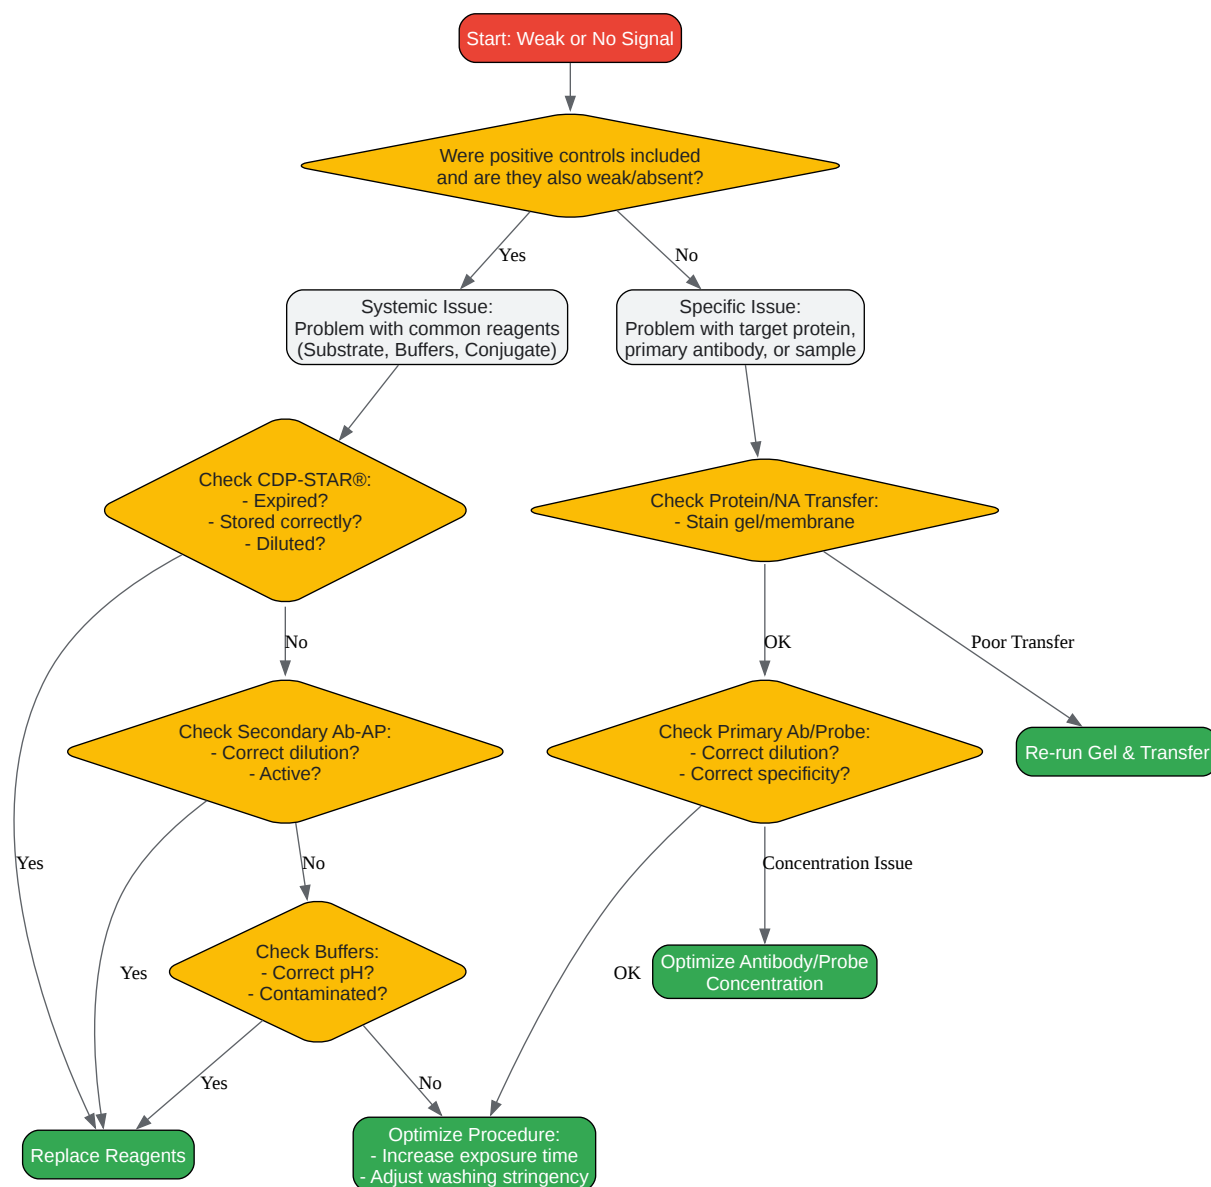 Start: Weak or No Signal
Were positive controls included
and are they also weak/absent?
Yes
No
Systemic Issue:
Problem with common reagents
(Substrate, Buffers, Conjugate)
Specific Issue:
Problem with target protein,
primary antibody, or sample
Check CDP-STAR®:
- Expired?
- Stored correctly?
- Diluted?
Check Protein/NA Transfer:
- Stain gel/membrane
No
OK
Poor Transfer
Check Secondary Ab-AP:
- Correct dilution?
- Active?
Check Primary Ab/Probe:
- Correct dilution?
- Correct specificity?
Re-run Gel & Transfer
Yes
No
Concentration Issue
Check Buffers:
- Correct pH?
- Contaminated?
Yes
OK
Optimize Antibody/Probe
Concentration
Yes
No
Replace Reagents
Optimize Procedure:
- Increase exposure time
- Adjust washing stringency